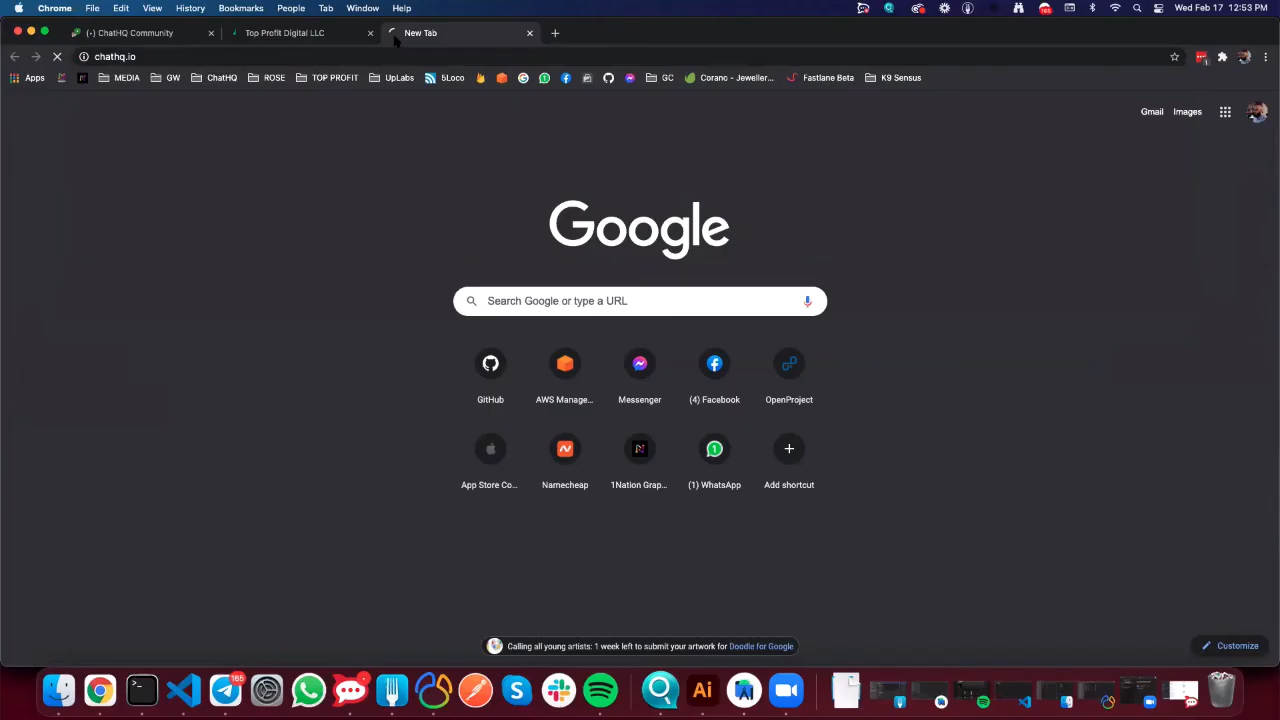 Chrome File Edit View History Bookmarks People Tab Window Help 165 Wed Feb 17 12:53 PM
(·) ChatHQ Community Top Profit Digital LLC New Tab
chathq.io 1
Apps MEDIA GW ChatHQ ROSE TOP PROFIT UpLabs 5Loco GC Corano - Jeweller... Fastlane Beta K9 Sensus
Gmail Images
Google
Search Google or type a URL
GitHub AWS Manage... Messenger (4) Facebook OpenProject
App Store Co... Namecheap 1Nation Grap... (1) WhatsApp Add shortcut
Calling all young artists: 1 week left to submit your artwork for Doodle for Google
Customize
165
Ai